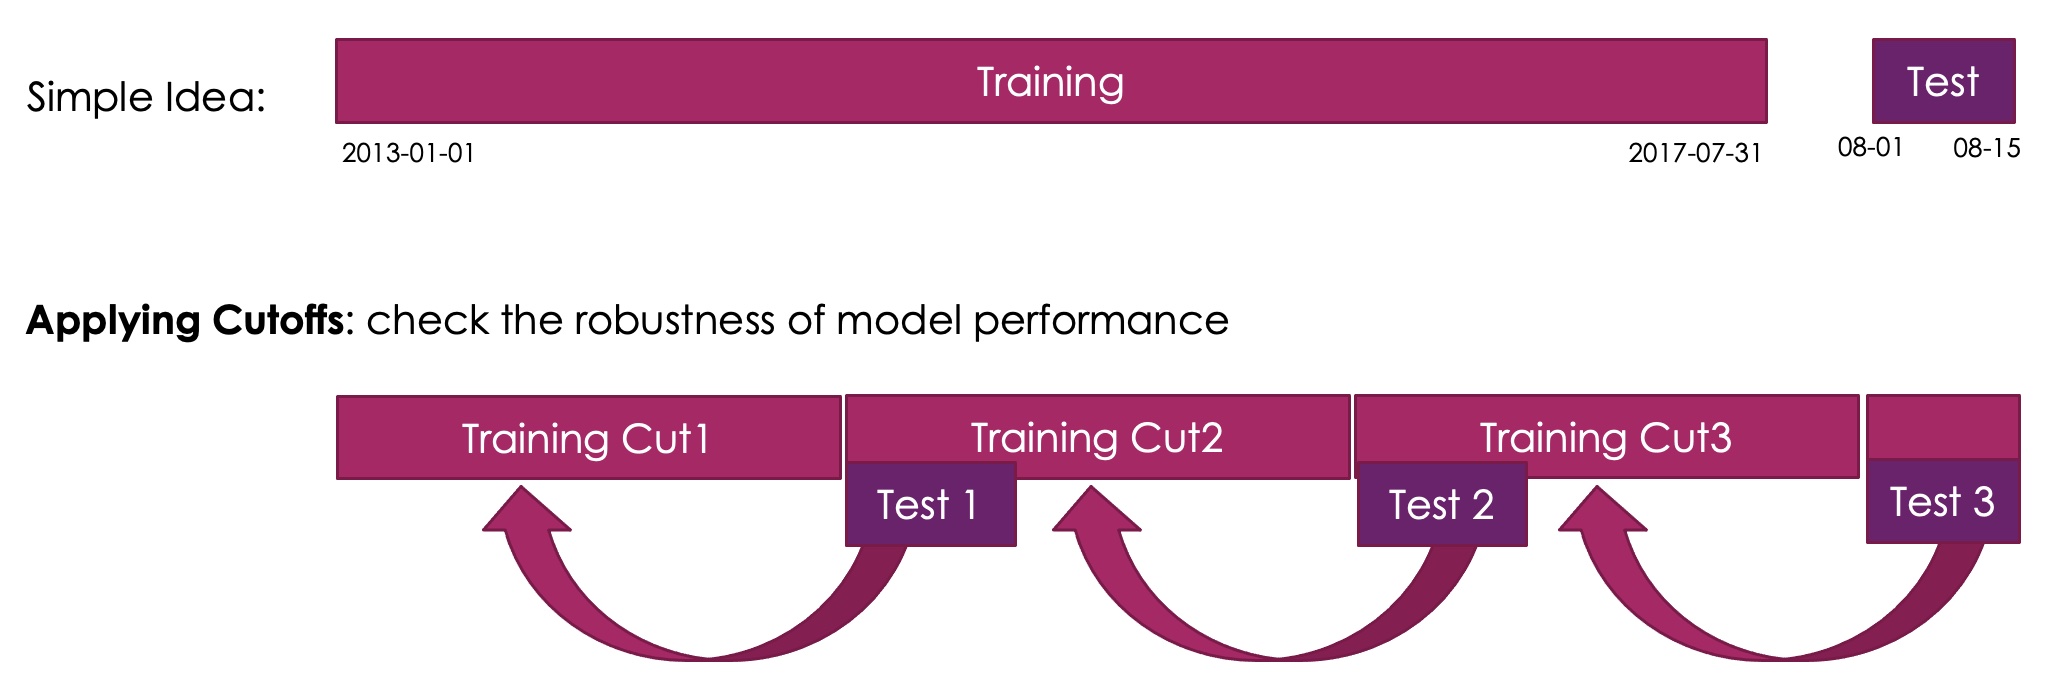 Simple Idea:
Training
Test
2013-01-01
2017-07-31
08-01
08-15
Applying Cutoffs: check the robustness of model performance
Training Cut1
Training Cut2
Training Cut3
Test 1
Test 2
Test 3